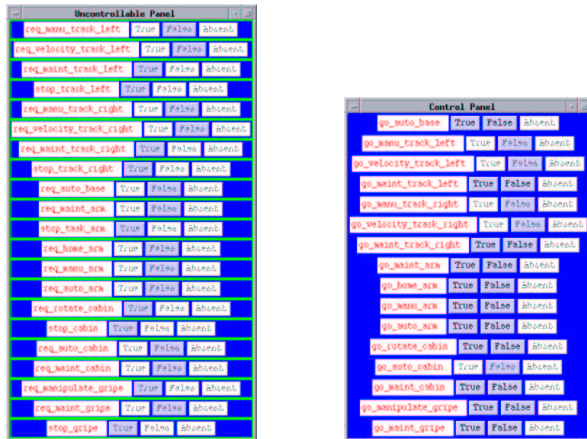 Uncontrollable Panel
req_manu_track_left True False Absent
req_velocity_track_left True False Absent
req_maint_track_left True False Absent
stop_track_left True False Absent
req_manu_track_right True False Absent
req_velocity_track_right True False Absent
req_maint_track_right True False Absent
stop_track_right True False Absent
req_auto_base True False Absent
req_maint_arm True False Absent
stop_task_arm True False Absent
req_home_arm True False Absent
req_manu_arm True False Absent
req_auto_arm True False Absent
req_rotate_cabin True False Absent
stop_cabin True False Absent
req_auto_cabin True False Absent
req_maint_cabin True False Absent
req_manipulate_gripe True False Absent
req_maint_gripe True False Absent
stop_gripe True False Absent
Control Panel
go_auto_base True False Absent
go_manu_track_left True False Absent
go_velocity_track_left True False Absent
go_maint_track_left True False Absent
go_manu_track_right True False Absent
go_velocity_track_right True False Absent
go_maint_track_right True False Absent
go_maint_arm True False Absent
go_home_arm True False Absent
go_manu_arm True False Absent
go_auto_arm True False Absent
go_rotate_cabin True False Absent
go_auto_cabin True False Absent
go_maint_cabin True False Absent
go_manipulate_gripe True False Absent
go_maint_gripe True False Absent